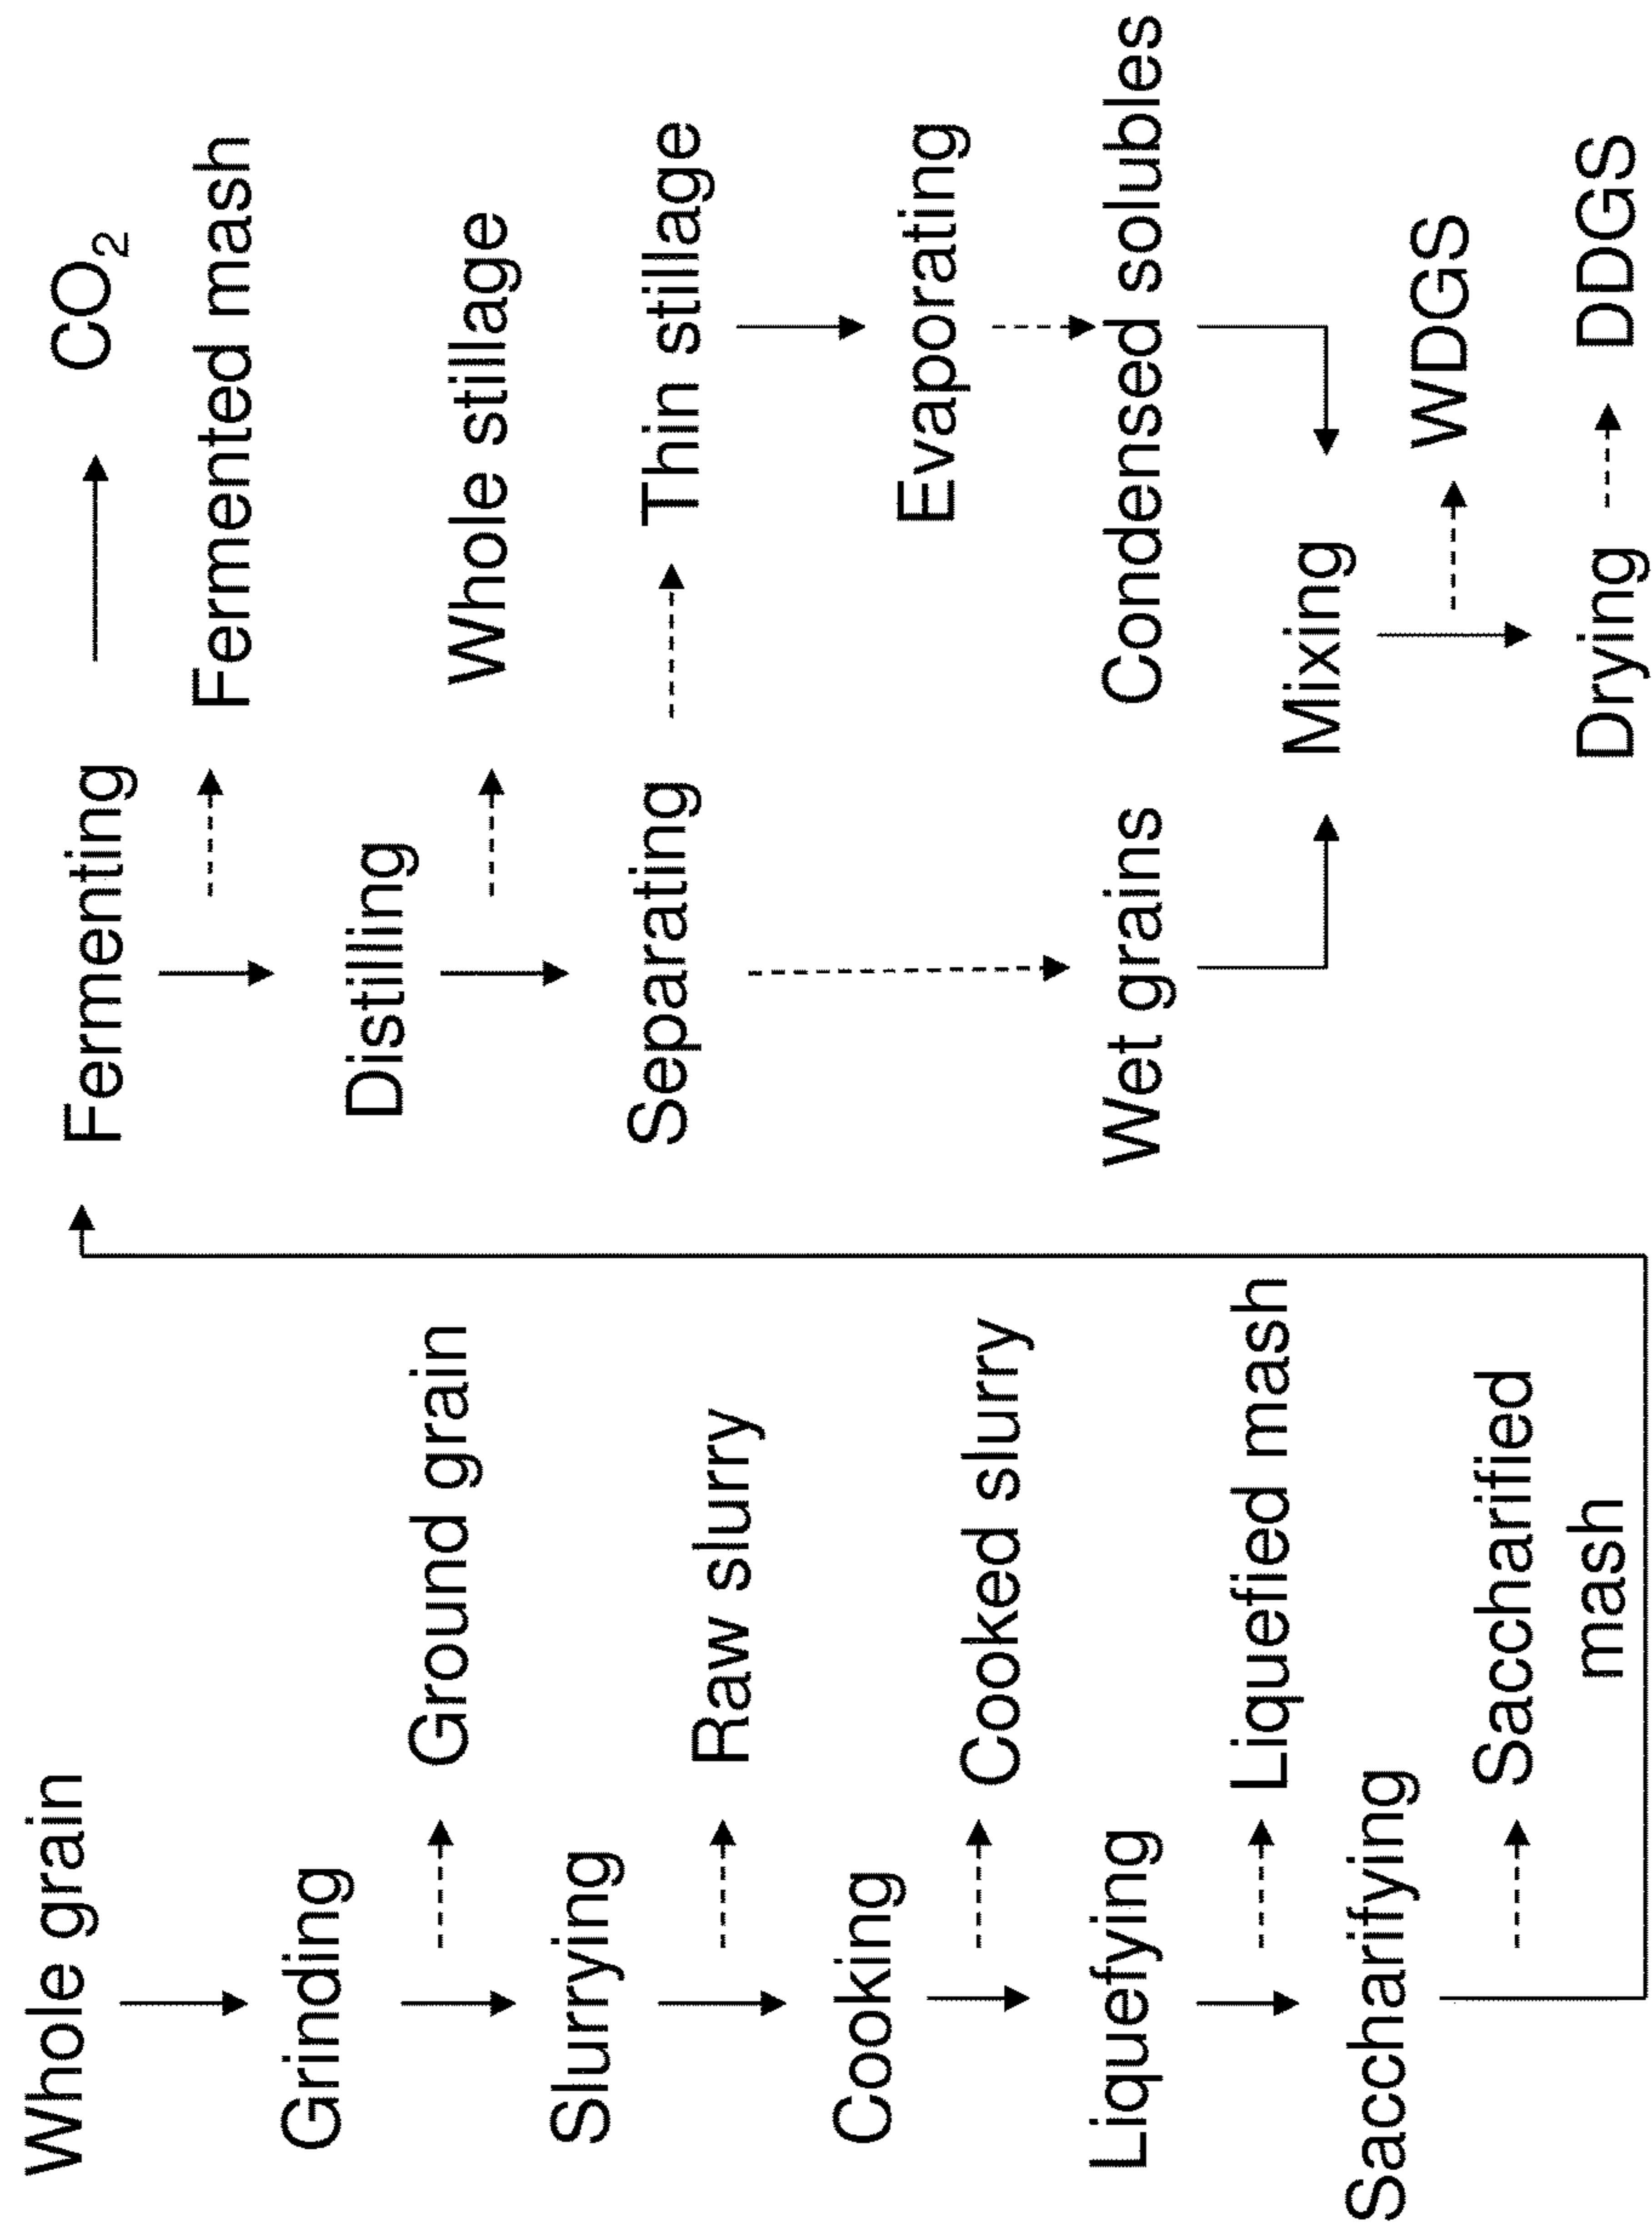 Whole grain
Grinding
Ground grain
Slurrying
Raw slurry
Cooking
Cooked slurry
Liquefying
Liquefied mash
Saccharifying
Saccharified
mash
Fermenting
CO₂
Fermented mash
Distilling
Whole stillage
Separating
Thin stillage
Evaporating
Wet grains
Condensed solubles
Mixing
WDGS
Drying
DDGS